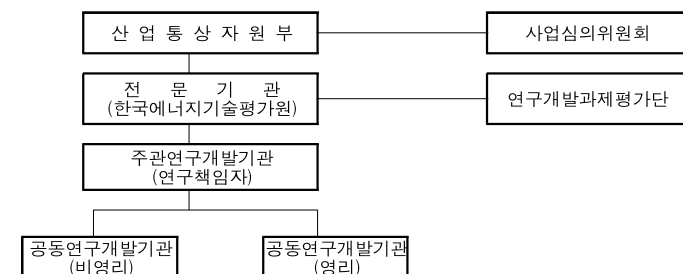 산 업 통 상 자 원 부
사업심의위원회
전 문 기 관
(한국에너지기술평가원)
연구개발과제평가단
주관연구개발기관
(연구책임자)
공동연구개발기관
(비영리)
공동연구개발기관
(영리)